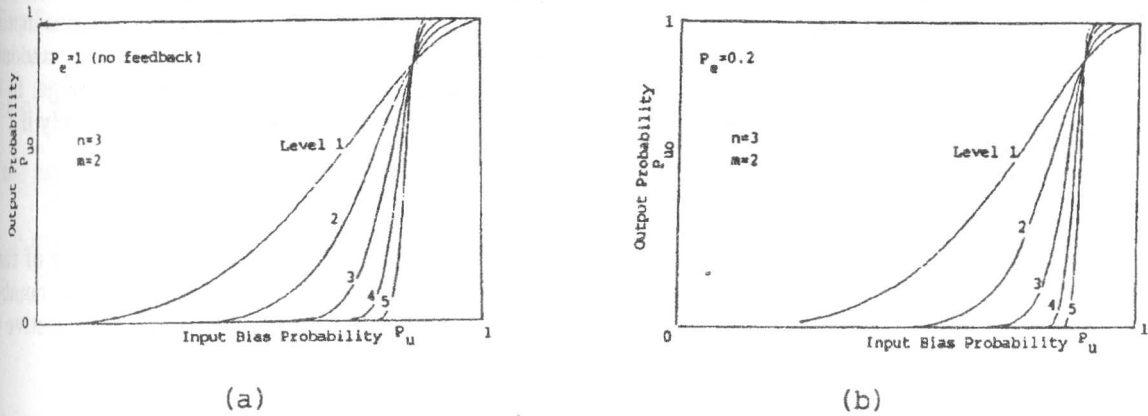 1
P_e=1 (no feedback)
n=3
m=2
Level 1
2
3
4
5
Output Probability
P_uo
0
Input Bias Probability P_u
1
(a)
1
P_e=0.2
n=3
m=2
Level 1
2
3
4
5
Output Probability
P_uo
0
0
Input Bias Probability P_u
1
(b)